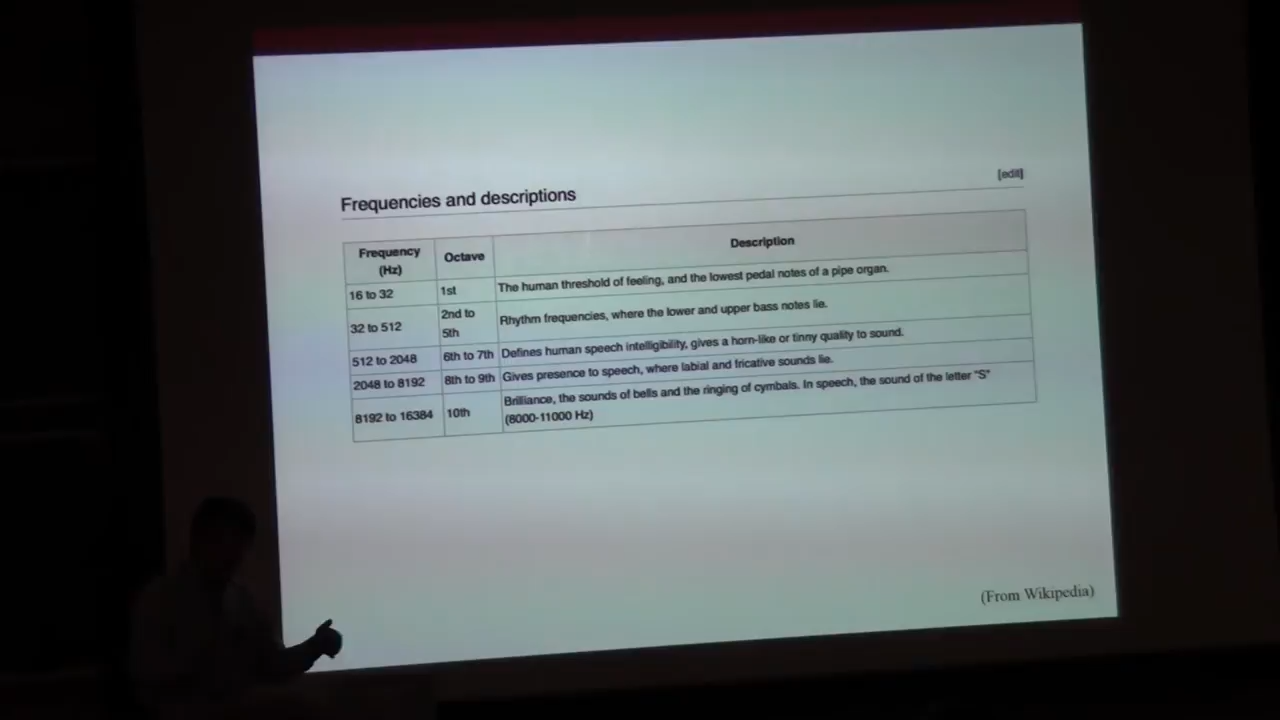 [edit]
Frequencies and descriptions
Frequency
(Hz)
Octave
Description
16 to 32
1st
The human threshold of feeling, and the lowest pedal notes of a pipe organ.
32 to 512
2nd to
5th
Rhythm frequencies, where the lower and upper bass notes lie.
512 to 2048
6th to 7th
Defines human speech intelligibility, gives a horn-like or tinny quality to sound.
2048 to 8192
8th to 9th
Gives presence to speech, where labial and fricative sounds lie.
8192 to 16384
10th
Brilliance, the sounds of bells and the ringing of cymbals. In speech, the sound of the letter "S"
(8000-11000 Hz)
(From Wikipedia)